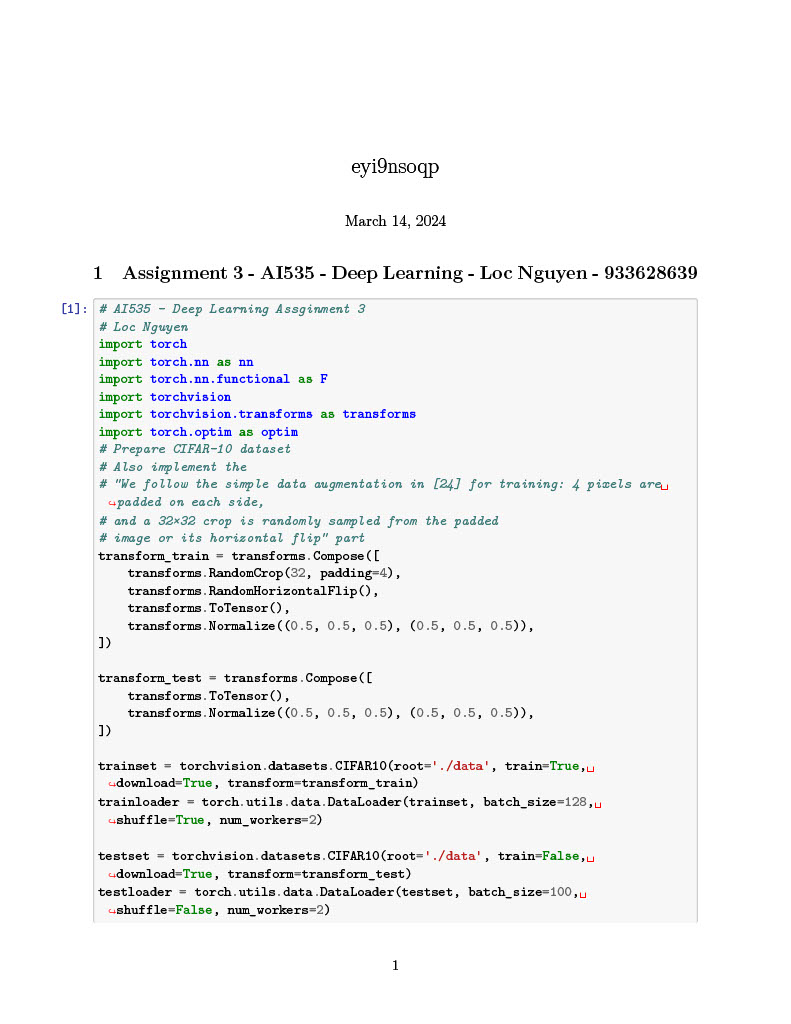 eyi9nsoqp
March 14, 2024
1 Assignment 3 - AI535 - Deep Learning - Loc Nguyen - 933628639
[1]: # AI535 - Deep Learning Assginment 3
# Loc Nguyen
import torch
import torch.nn as nn
import torch.nn.functional as F
import torchvision
import torchvision.transforms as transforms
import torch.optim as optim
# Prepare CIFAR-10 dataset
# Also implement the
# "We follow the simple data augmentation in [24] for training: 4 pixels are␣
↪padded on each side,
# and a 32×32 crop is randomly sampled from the padded
# image or its horizontal flip" part
transform_train = transforms.Compose([
    transforms.RandomCrop(32, padding=4),
    transforms.RandomHorizontalFlip(),
    transforms.ToTensor(),
    transforms.Normalize((0.5, 0.5, 0.5), (0.5, 0.5, 0.5)),
])
transform_test = transforms.Compose([
    transforms.ToTensor(),
    transforms.Normalize((0.5, 0.5, 0.5), (0.5, 0.5, 0.5)),
])
trainset = torchvision.datasets.CIFAR10(root='./data', train=True,␣
↪download=True, transform=transform_train)
trainloader = torch.utils.data.DataLoader(trainset, batch_size=128,␣
↪shuffle=True, num_workers=2)
testset = torchvision.datasets.CIFAR10(root='./data', train=False,␣
↪download=True, transform=transform_test)
testloader = torch.utils.data.DataLoader(testset, batch_size=100,␣
↪shuffle=False, num_workers=2)
1